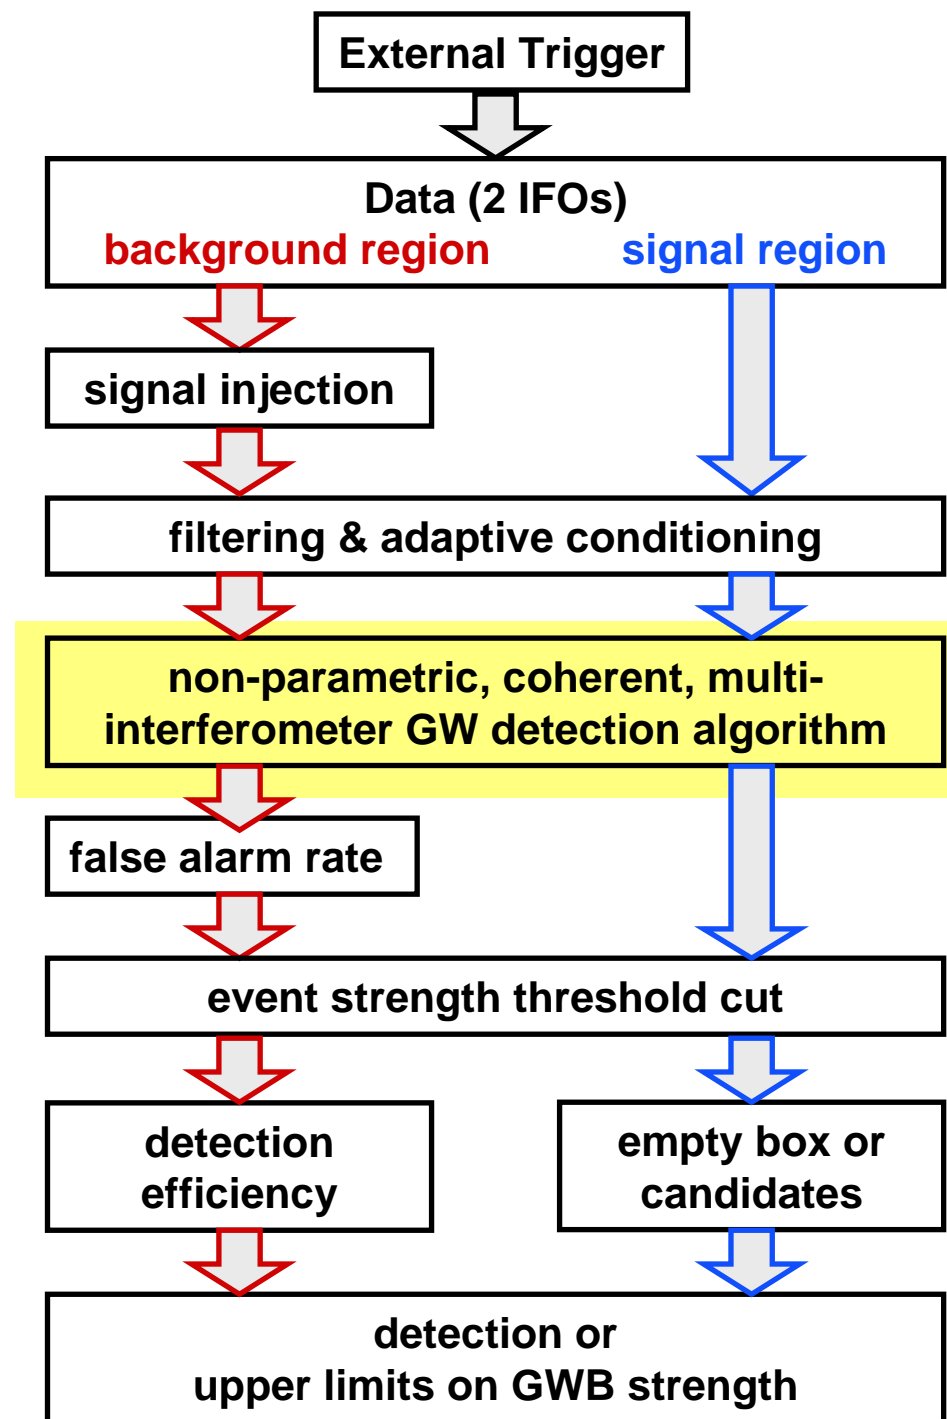 External Trigger
Data (2 IFOs)
background region signal region
signal injection
filtering & adaptive conditioning
non-parametric, coherent, multi-
interferometer GW detection algorithm
false alarm rate
event strength threshold cut
detection
efficiency
empty box or
candidates
detection or
upper limits on GWB strength